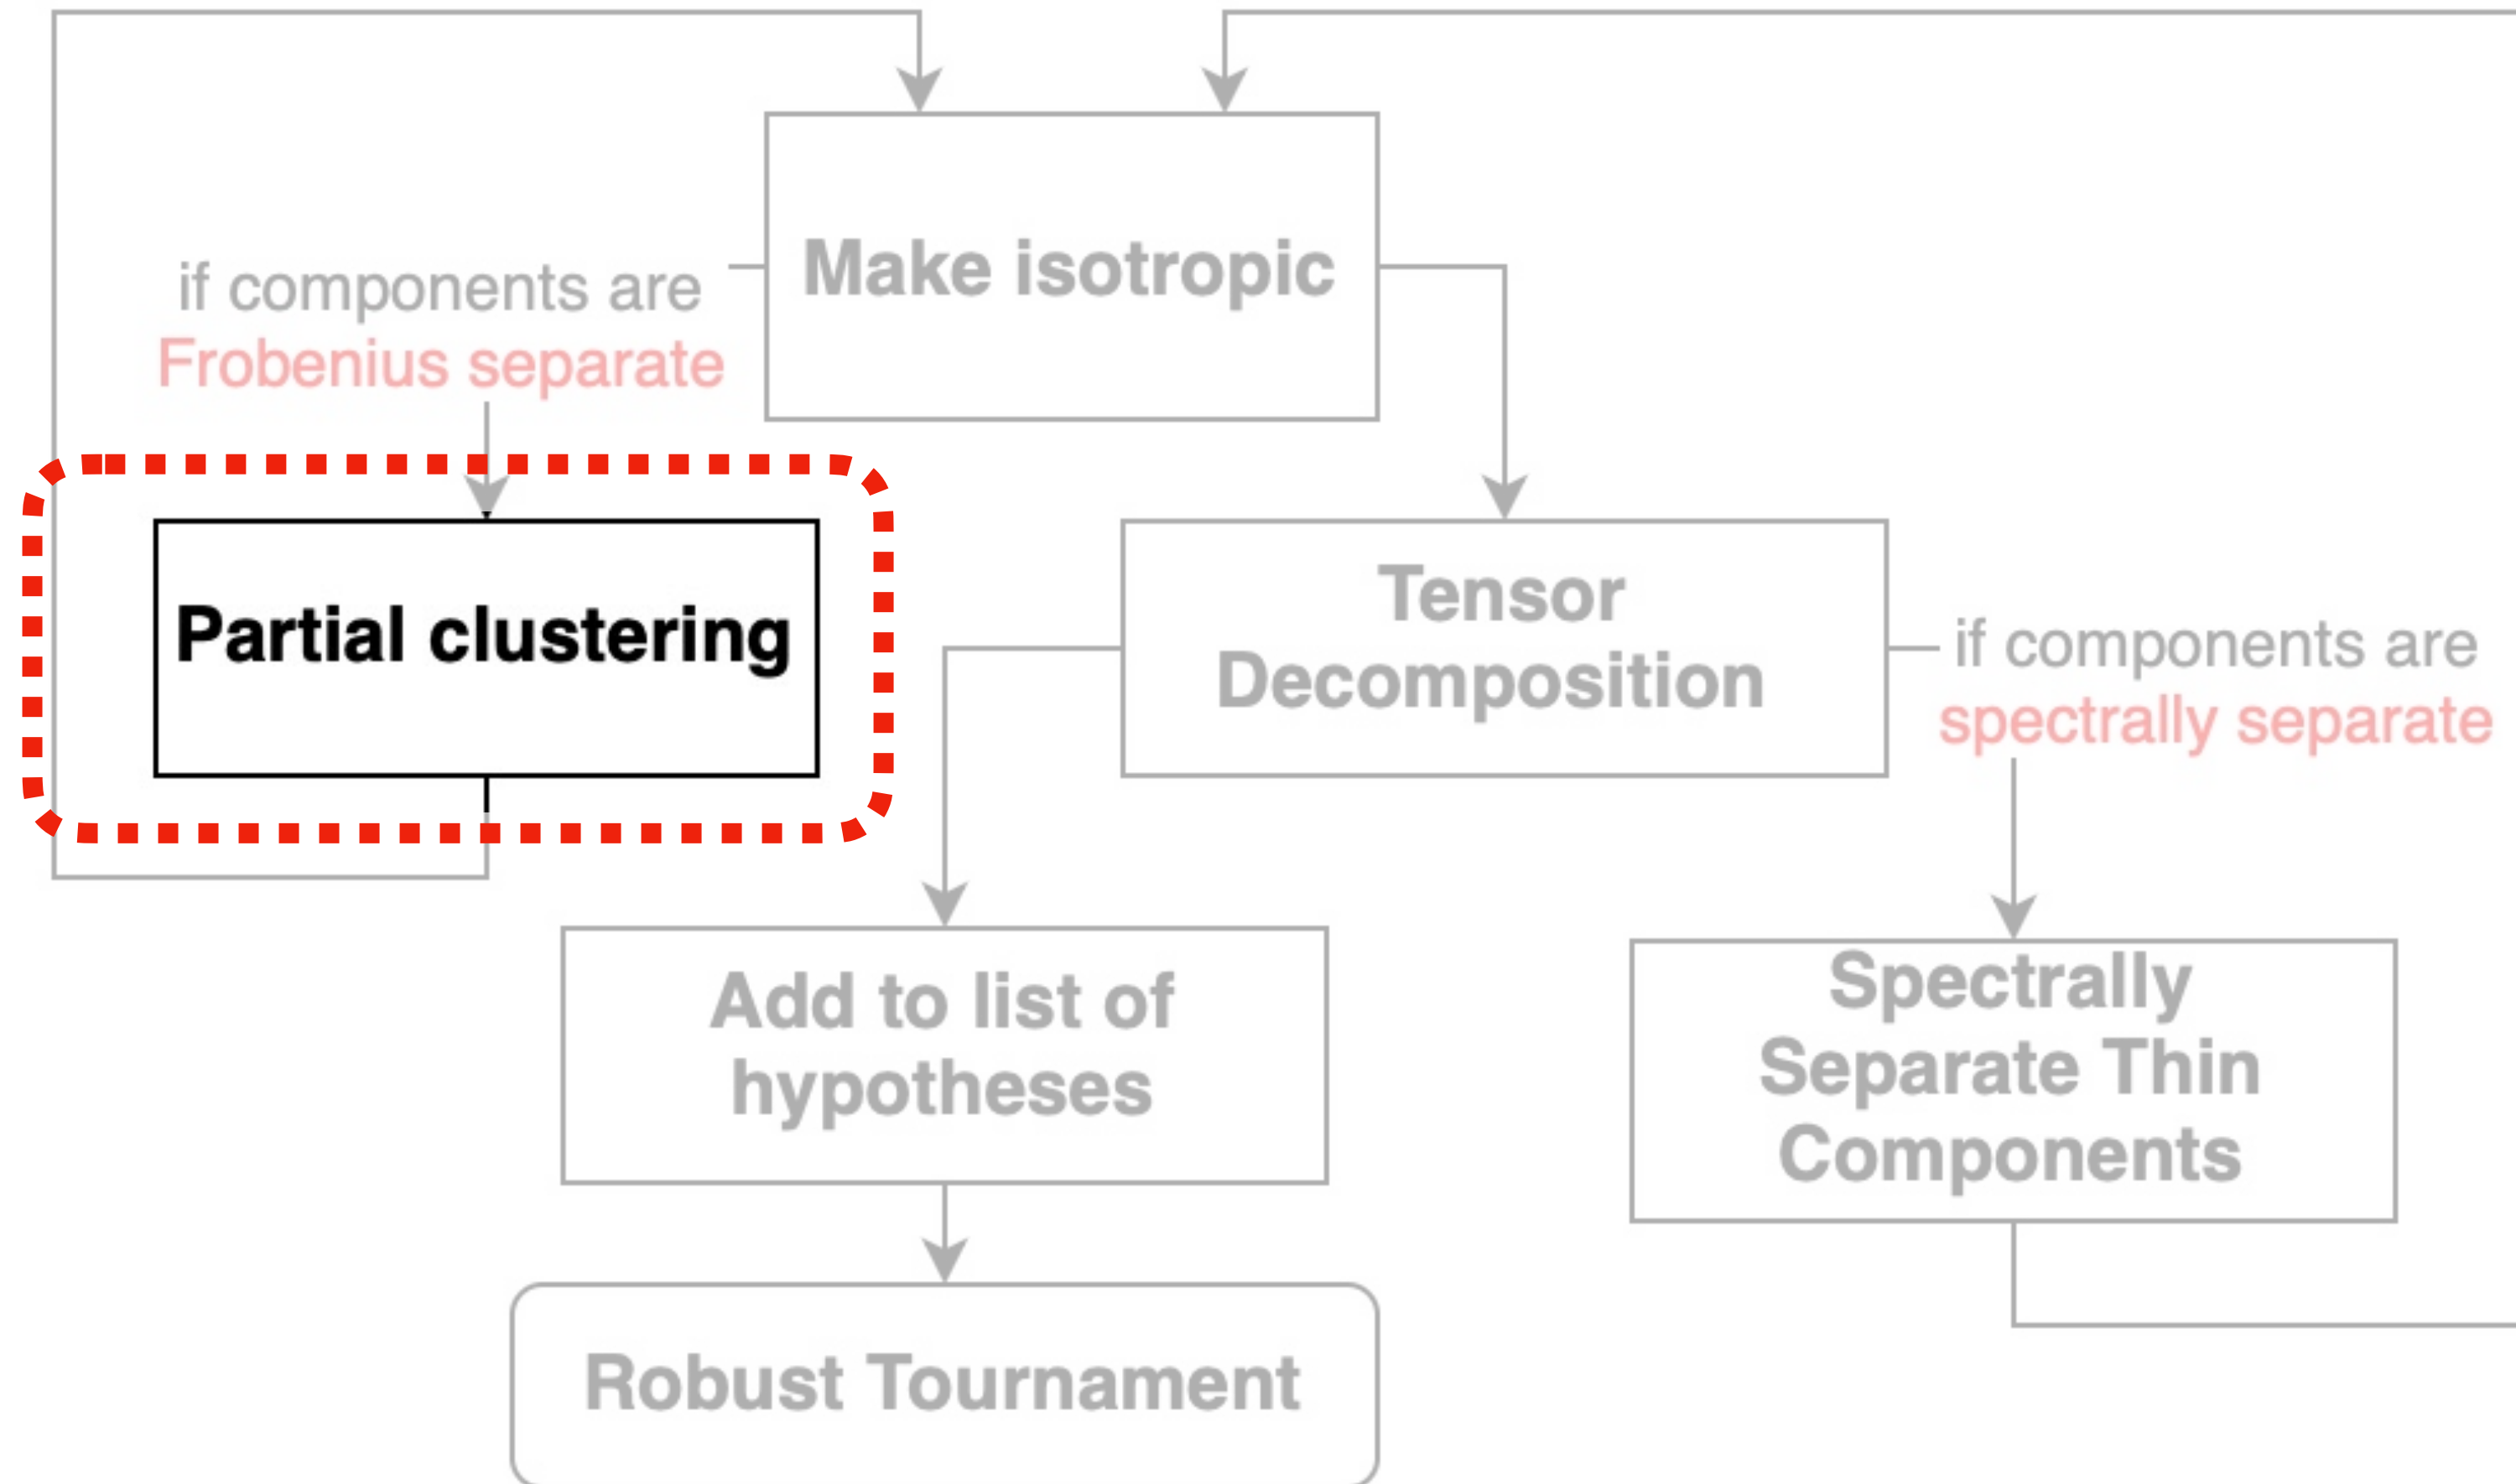 Make isotropic
if components are
Frobenius separate
Partial clustering
Tensor
Decomposition
if components are
spectrally separate
Add to list of
hypotheses
Spectrally
Separate Thin
Components
Robust Tournament